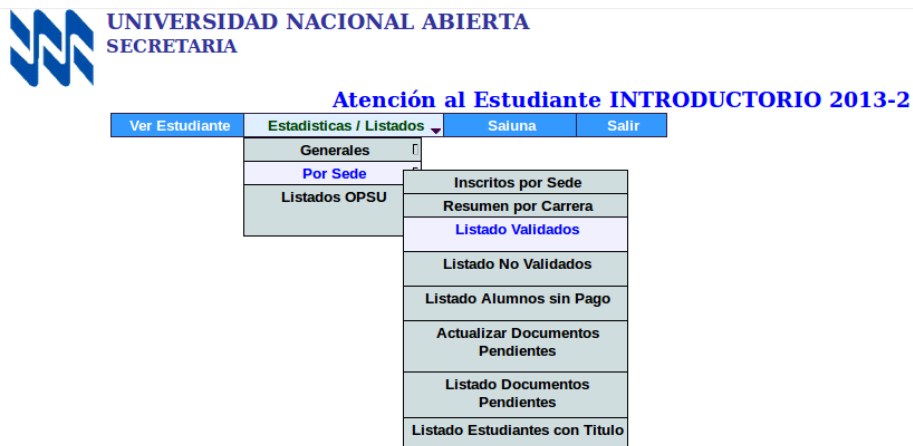 UNIVERSIDAD NACIONAL ABIERTA
SECRETARIA
Atención al Estudiante INTRODUCTORIO 2013-2
Ver Estudiante
Estadisticas / Listados
Saiuna
Salir
Generales
Por Sede
Listados OPSU
Inscritos por Sede
Resumen por Carrera
Listado Validados
Listado No Validados
Listado Alumnos sin Pago
Actualizar Documentos
Pendientes
Listado Documentos
Pendientes
Listado Estudiantes con Titulo